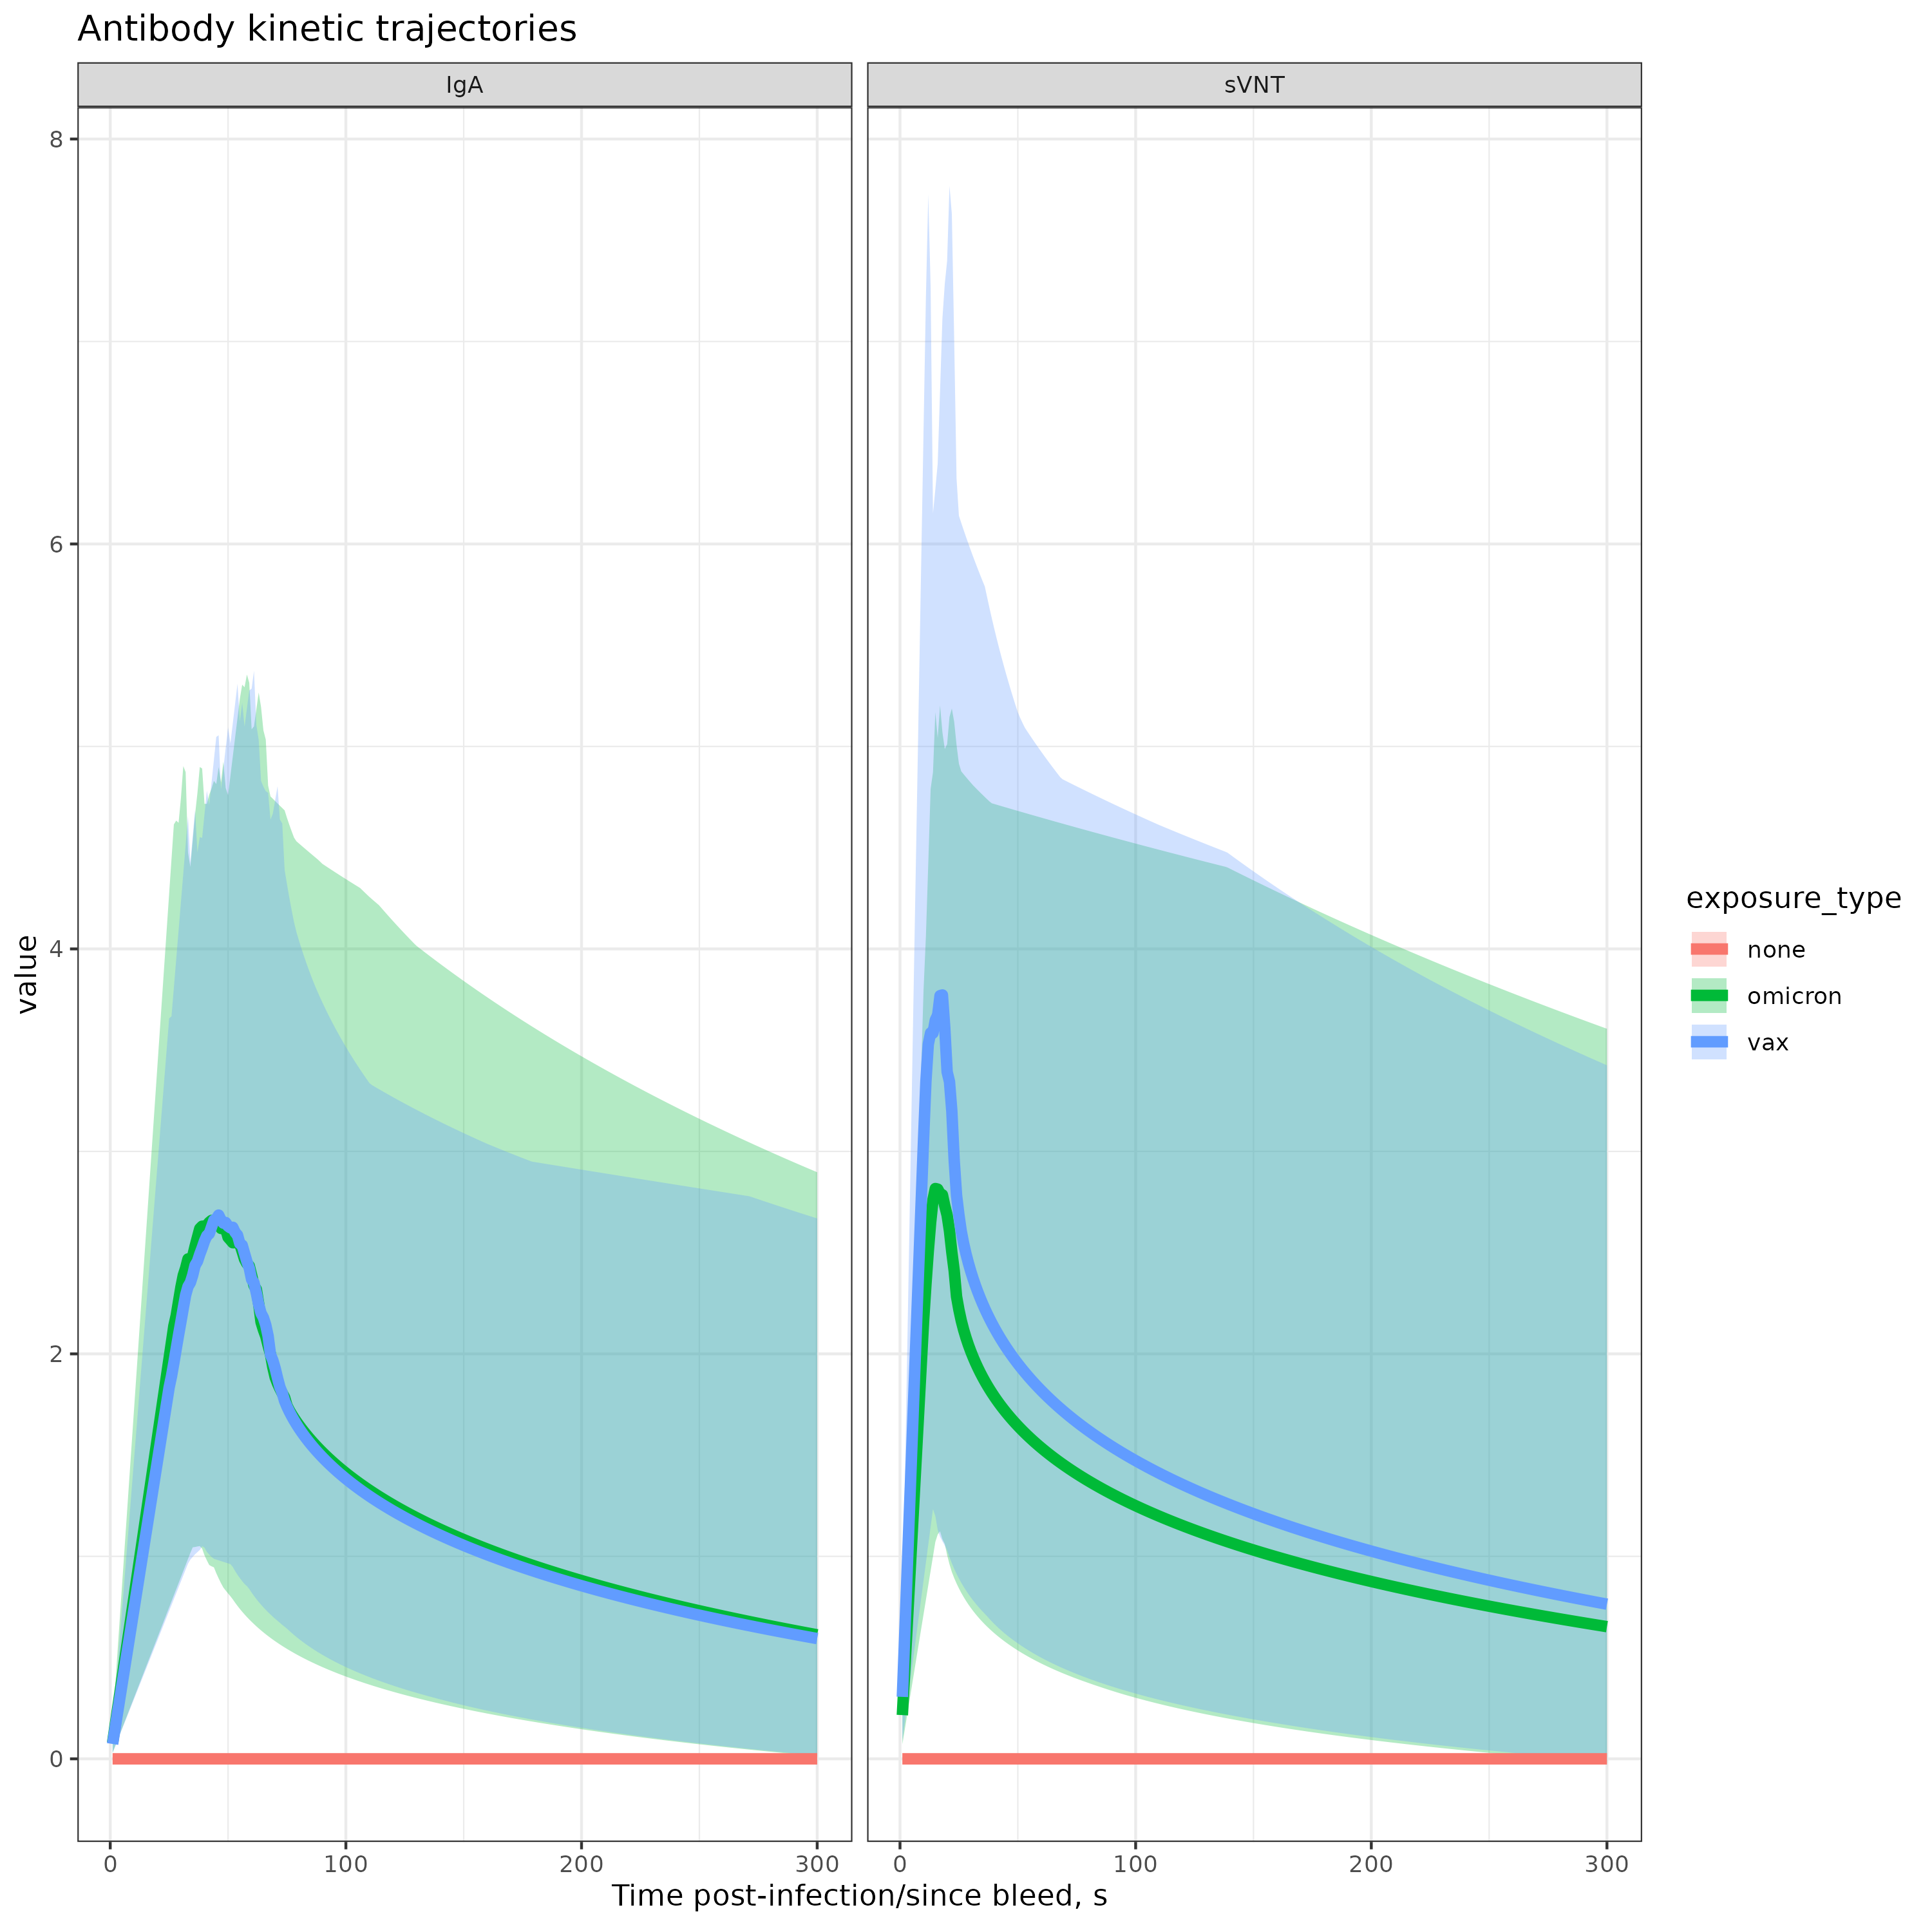 Antibody kinetic trajectories
IgA
sVNT
8
6
4
2
0
value
0 100 200 300
0 100 200 300
Time post-infection/since bleed, s
exposure_type
none
omicron
vax